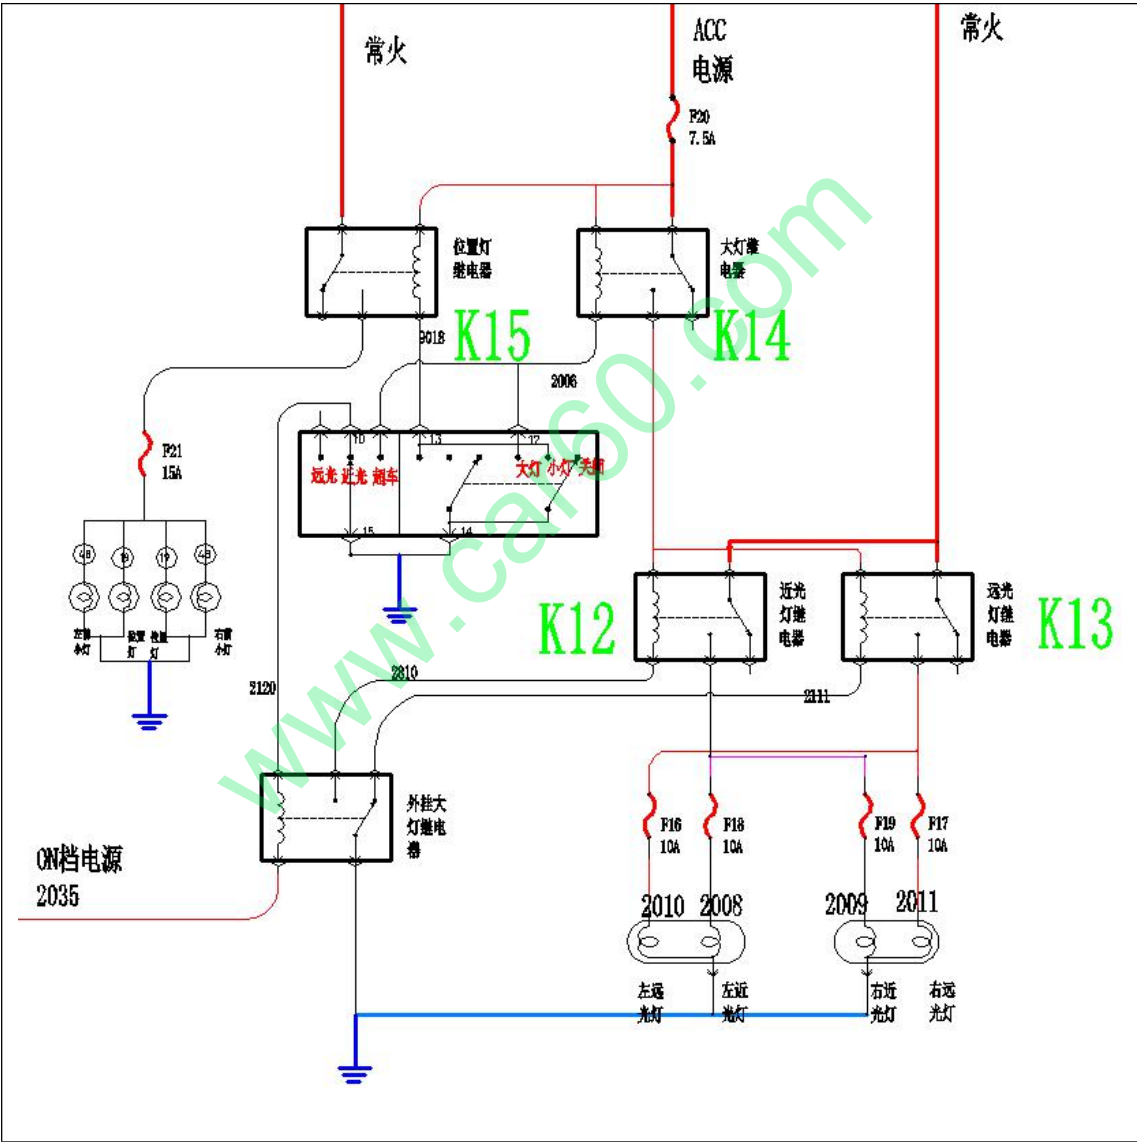 常火
ACC
电源
常火
F20
7.5A
位置灯
继电器
大灯继
电器
K15
K14
9018
2006
F21
15A
10
13
12
远光 近光 超车
大灯 小灯 关闭
15
14
48
19
19
48
左前
小灯
位置
灯
位置
灯
右前
小灯
近光
灯继
电器
远光
灯继
电器
K12
K13
2120
2810
2111
外挂大
灯继电
器
ON档电源
2035
F16
10A
F18
10A
F19
10A
F17
10A
2010
2008
2009
2011
左远
光灯
左近
光灯
右近
光灯
右远
光灯
www.car60.com